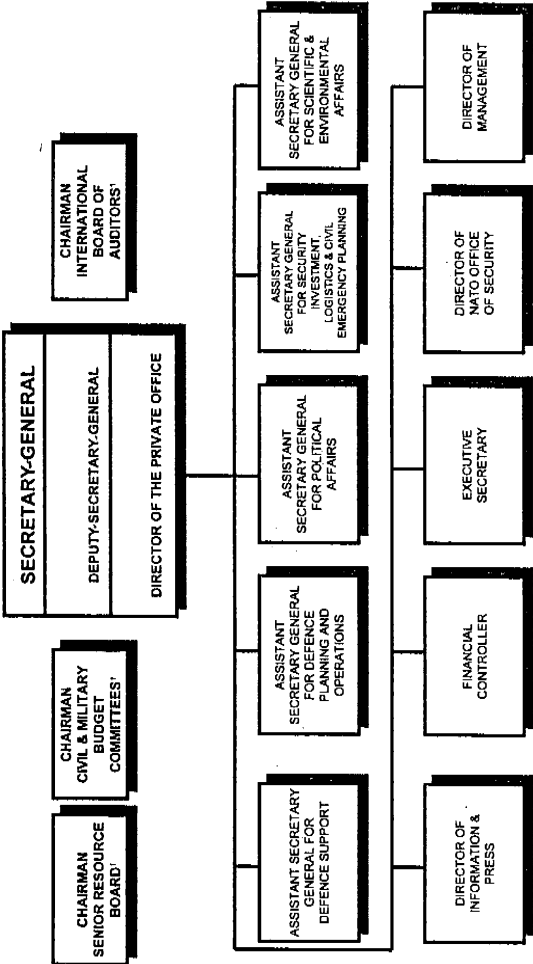 SECRETARY-GENERAL
DEPUTY-SECRETARY-GENERAL
DIRECTOR OF THE PRIVATE OFFICE
CHAIRMAN
SENIOR RESOURCE
BOARD¹
CHAIRMAN
CIVIL & MILITARY
BUDGET
COMMITTEES¹
CHAIRMAN
INTERNATIONAL
BOARD OF
AUDITORS¹
ASSISTANT SECRETARY
GENERAL FOR
DEFENCE SUPPORT
ASSISTANT
SECRETARY GENERAL
FOR DEFENCE
PLANNING AND
OPERATIONS
ASSISTANT
SECRETARY GENERAL
FOR POLITICAL
AFFAIRS
ASSISTANT
SECRETARY GENERAL
FOR SECURITY
INVESTMENT,
LOGISTICS & CIVIL
EMERGENCY PLANNING
ASSISTANT
SECRETARY GENERAL
FOR SCIENTIFIC &
ENVIRONMENTAL
AFFAIRS
DIRECTOR OF
INFORMATION &
PRESS
FINANCIAL
CONTROLLER
EXECUTIVE
SECRETARY
DIRECTOR OF
NATO OFFICE
OF SECURITY
DIRECTOR OF
MANAGEMENT